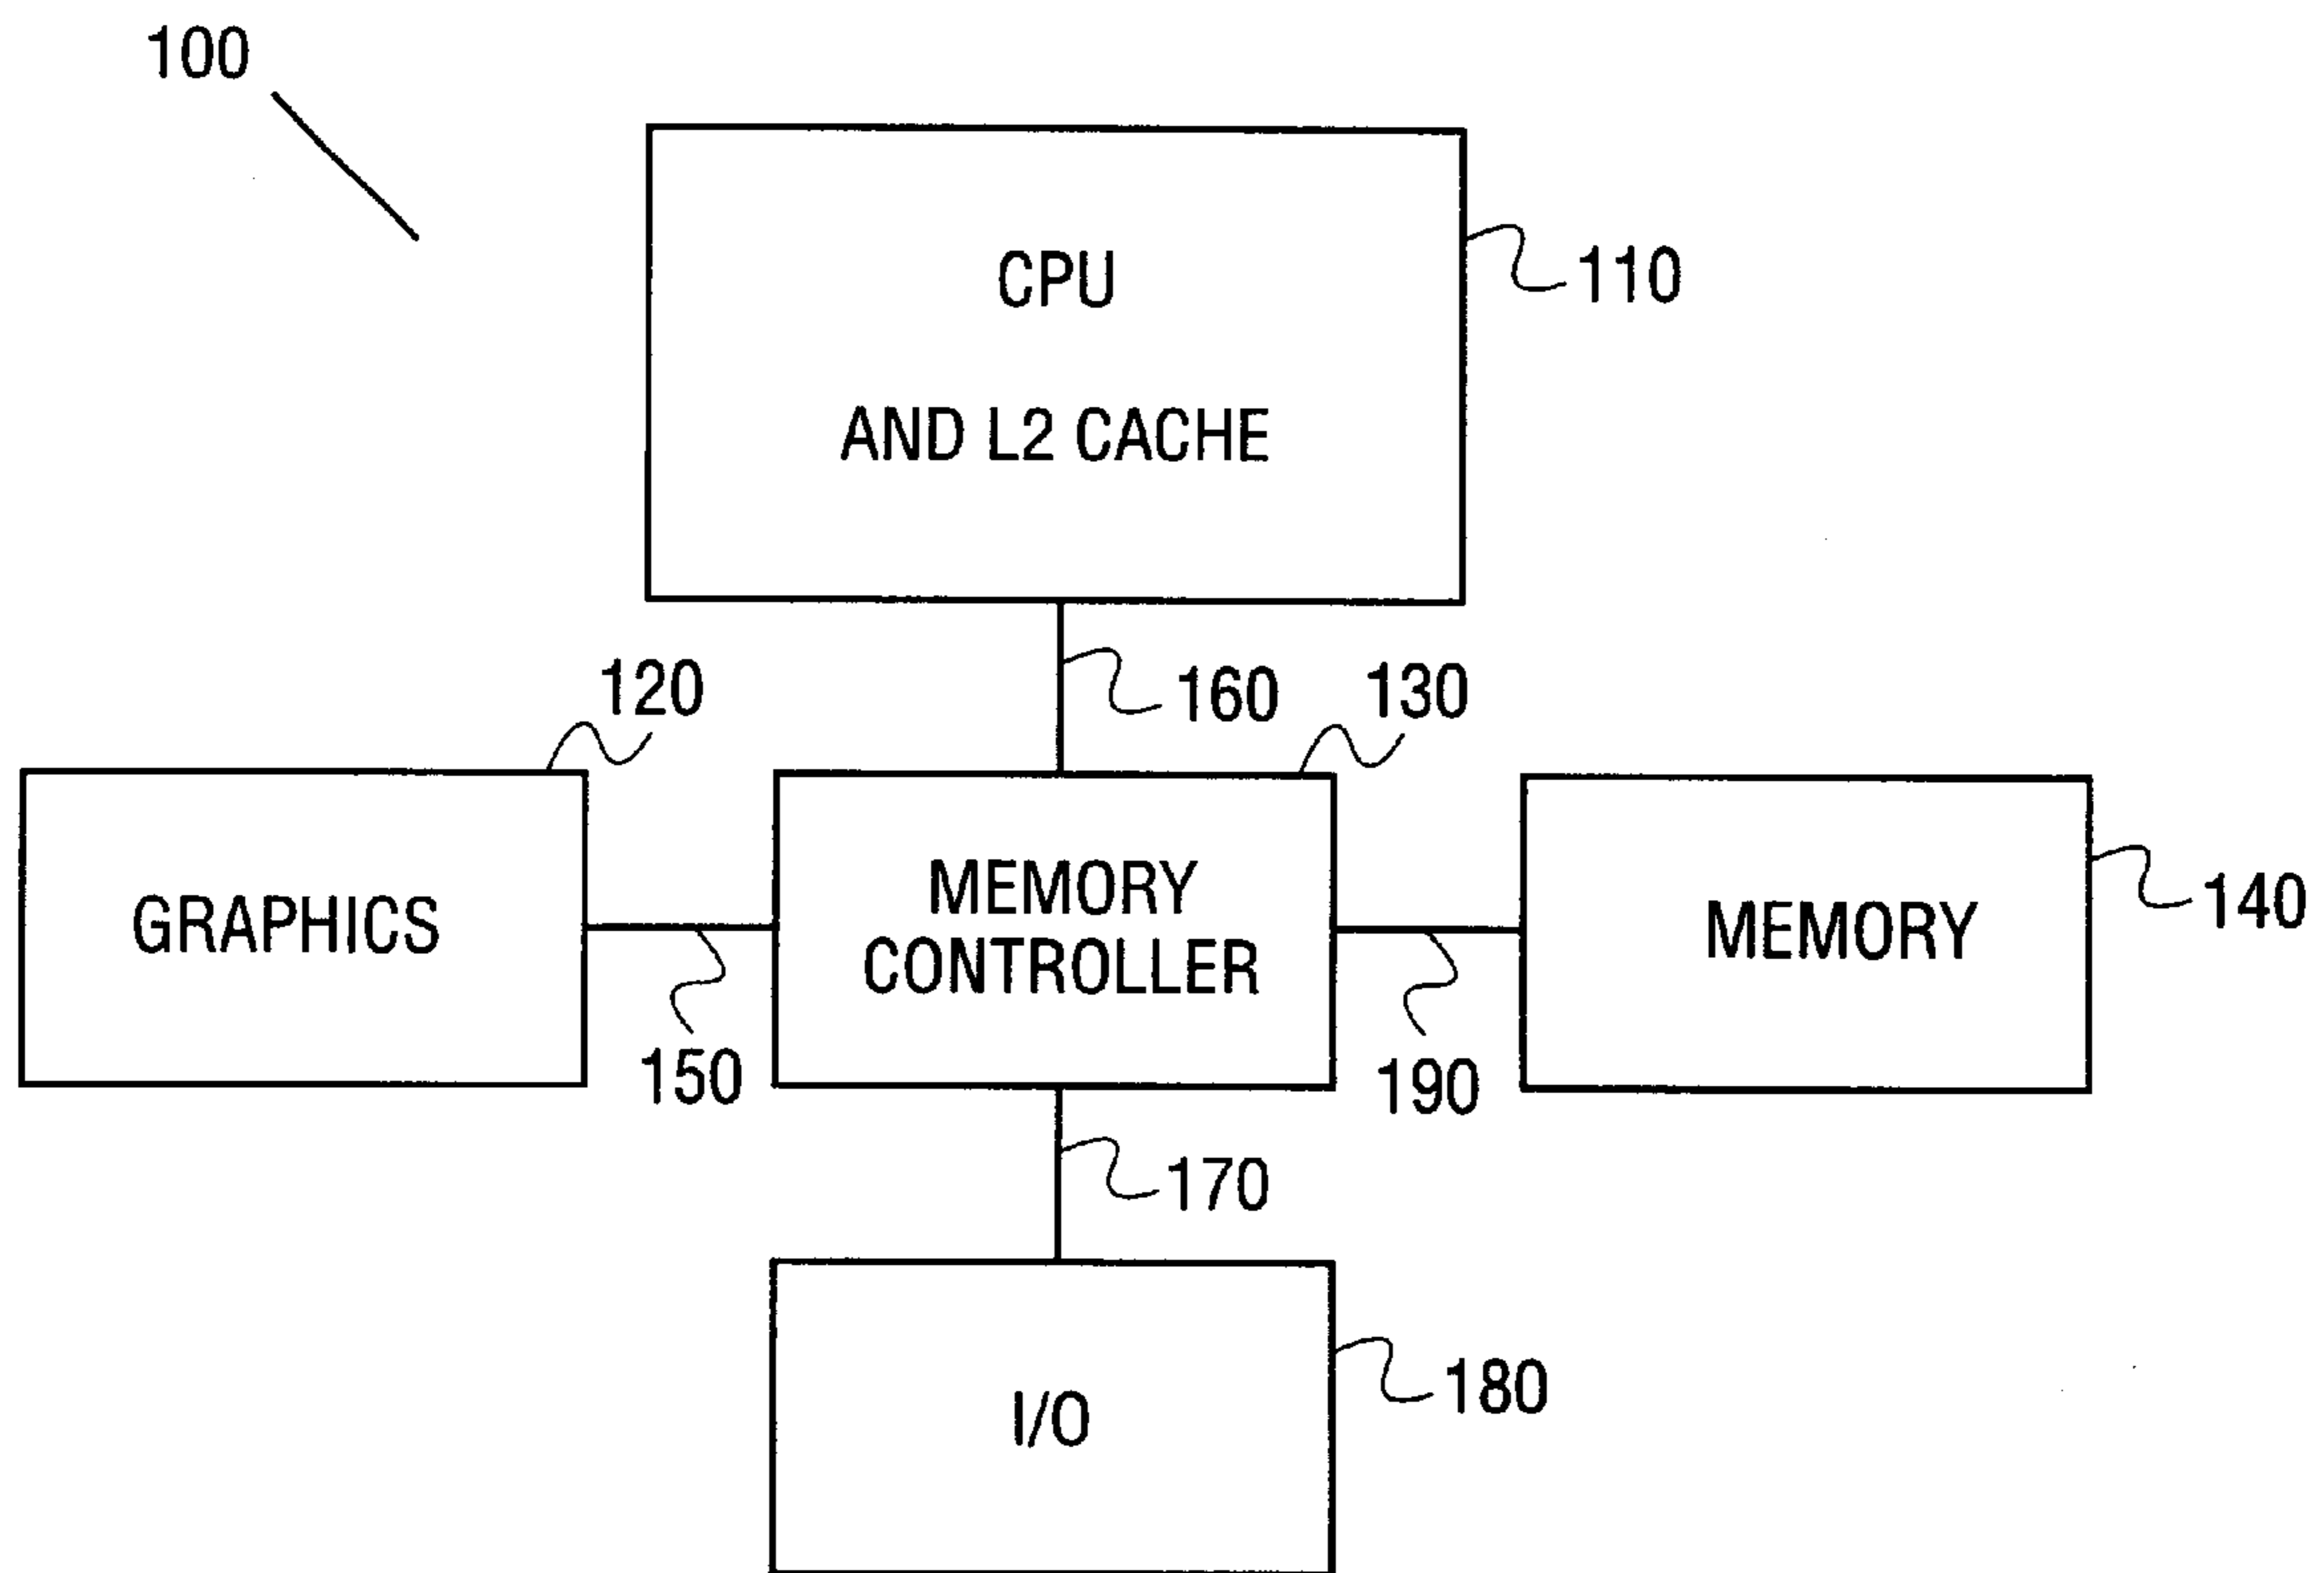 100
CPU
AND L2 CACHE
110
120
160
130
GRAPHICS
MEMORY
CONTROLLER
MEMORY
140
150
190
170
I/O
180